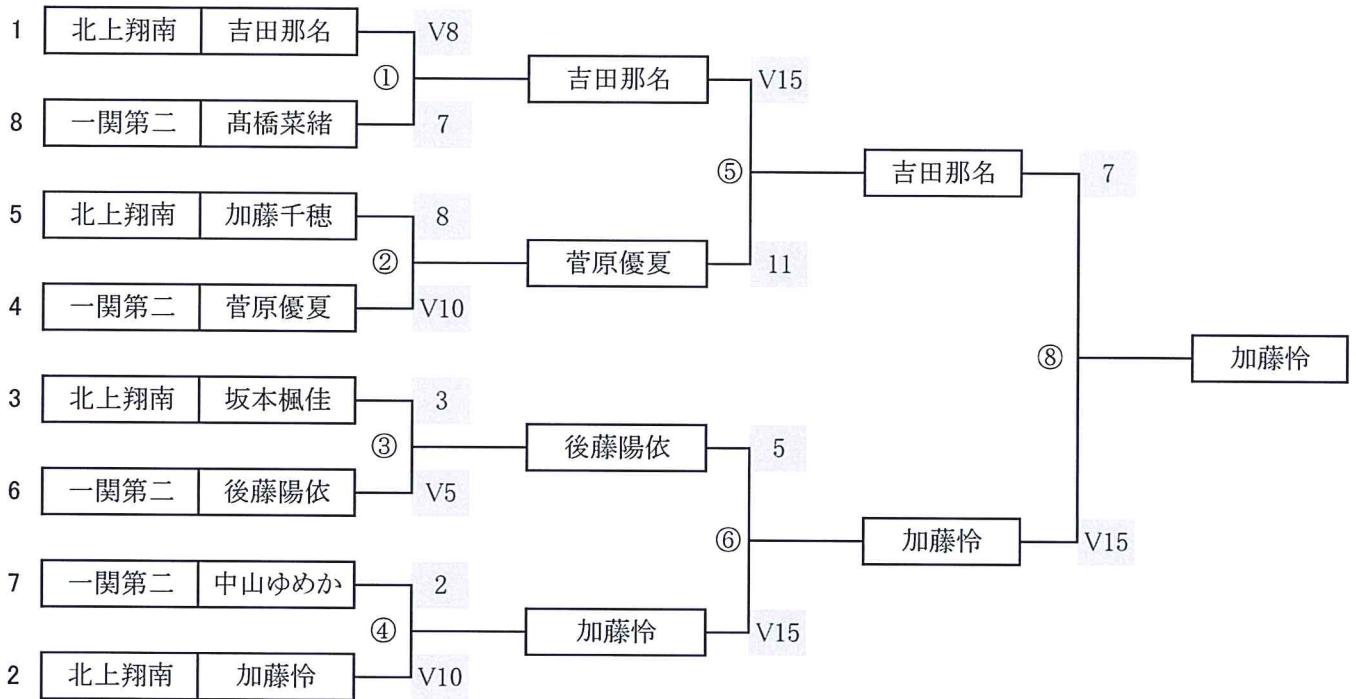 1 北上翔南 吉田那名 V8
① 吉田那名 V15
8 一関第二 髙橋菜緒 7
⑤ 吉田那名 7
5 北上翔南 加藤千穂 8
② 菅原優夏 11
4 一関第二 菅原優夏 V10
⑧ 加藤怜
3 北上翔南 坂本楓佳 3
③ 後藤陽依 5
6 一関第二 後藤陽依 V5
⑥ 加藤怜 V15
7 一関第二 中山ゆめか 2
④ 加藤怜 V15
2 北上翔南 加藤怜 V10